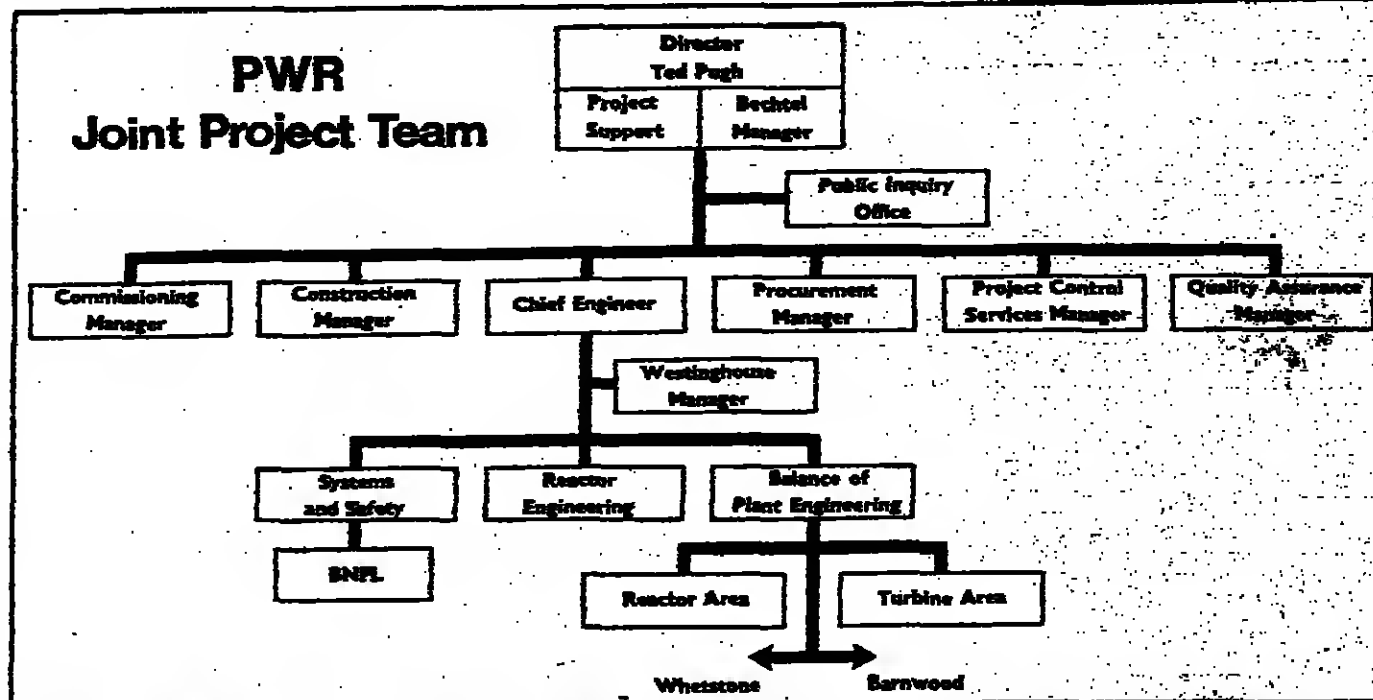 PWR
Joint Project Team
Director
Ted Pugh
Project
Support
Bechtel
Manager
Public Inquiry
Office
Commissioning
Manager
Construction
Manager
Chief Engineer
Procurement
Manager
Project Control
Services Manager
Quality Assurance
Manager
Westinghouse
Manager
Systems
and Safety
Reactor
Engineering
Balance of
Plant Engineering
BNFL
Reactor Area
Turbine Area
Whetstone
Barnwood